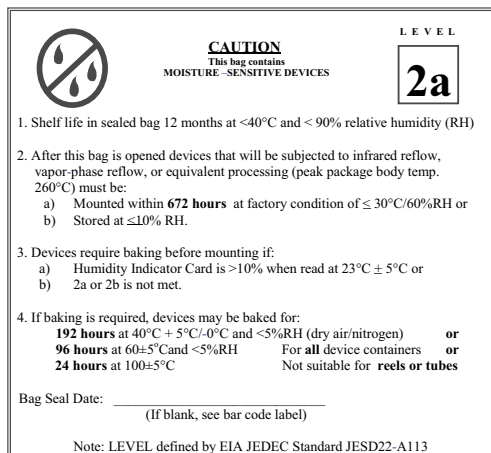 L E V E L
CAUTION
This bag contains
MOISTURE –SENSITIVE DEVICES
2a
1. Shelf life in sealed bag 12 months at <40°C and < 90% relative humidity (RH)
2. After this bag is opened devices that will be subjected to infrared reflow,
vapor-phase reflow, or equivalent processing (peak package body temp.
260°C) must be:
a) Mounted within 672 hours at factory condition of ≤ 30°C/60%RH or
b) Stored at ≤10% RH.
3. Devices require baking before mounting if:
a) Humidity Indicator Card is >10% when read at 23°C ± 5°C or
b) 2a or 2b is not met.
4. If baking is required, devices may be baked for:
192 hours at 40°C + 5°C/-0°C and <5%RH (dry air/nitrogen) or
96 hours at 60±5°Cand <5%RH For all device containers or
24 hours at 100±5°C Not suitable for reels or tubes
Bag Seal Date: ______________________________
(If blank, see bar code label)
Note: LEVEL defined by EIA JEDEC Standard JESD22-A113